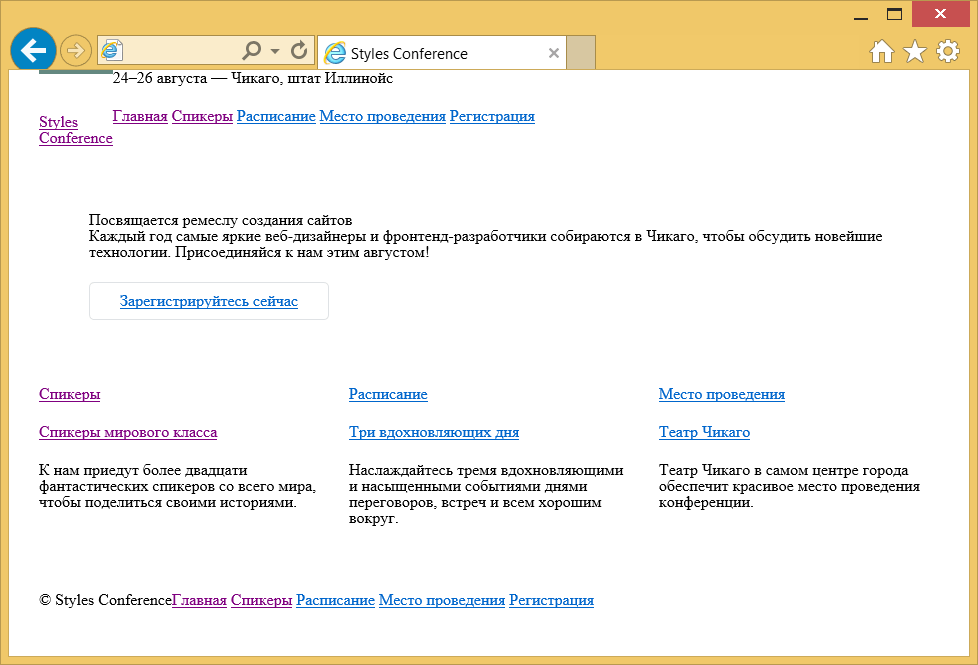 Styles Conference
24–26 августа — Чикаго, штат Иллинойс
Styles
Conference
Главная Спикеры Расписание Место проведения Регистрация
Посвящается ремеслу создания сайтов
Каждый год самые яркие веб-дизайнеры и фронтенд-разработчики собираются в Чикаго, чтобы обсудить новейшие
технологии. Присоединяйся к нам этим августом!
Зарегистрируйтесь сейчас
Спикеры
Спикеры мирового класса
К нам приедут более двадцати
фантастических спикеров со всего мира,
чтобы поделиться своими историями.
Расписание
Три вдохновляющих дня
Наслаждайтесь тремя вдохновляющими
и насыщенными событиями днями
переговоров, встреч и всем хорошим
вокруг.
Место проведения
Театр Чикаго
Театр Чикаго в самом центре города
обеспечит красивое место проведения
конференции.
© Styles ConferenceГлавная Спикеры Расписание Место проведения Регистрация